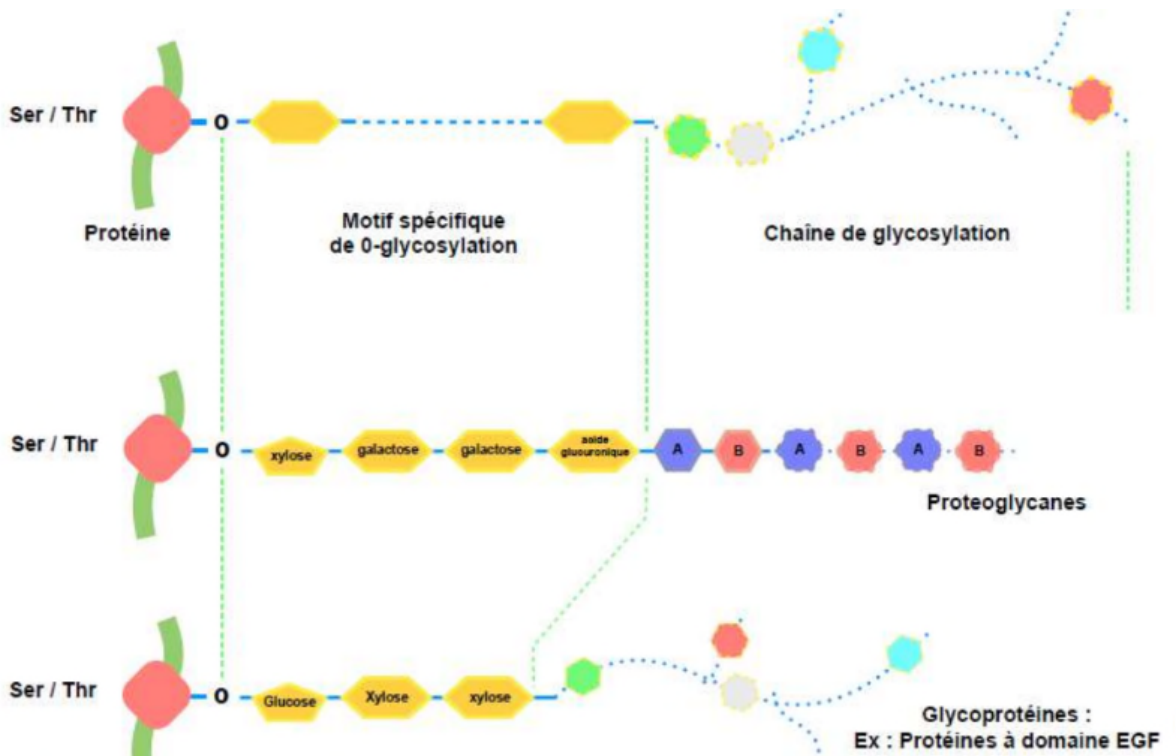 Ser / Thr
O
Protéine
Motif spécifique
de 0-glycosylation
Chaîne de glycosylation
Ser / Thr
O
xylose
galactose
galactose
acide
glucuronique
A
B
A
B
A
B
Proteoglycanes
Ser / Thr
O
Glucose
Xylose
xylose
Glycoprotéines :
Ex : Protéines à domaine EGF